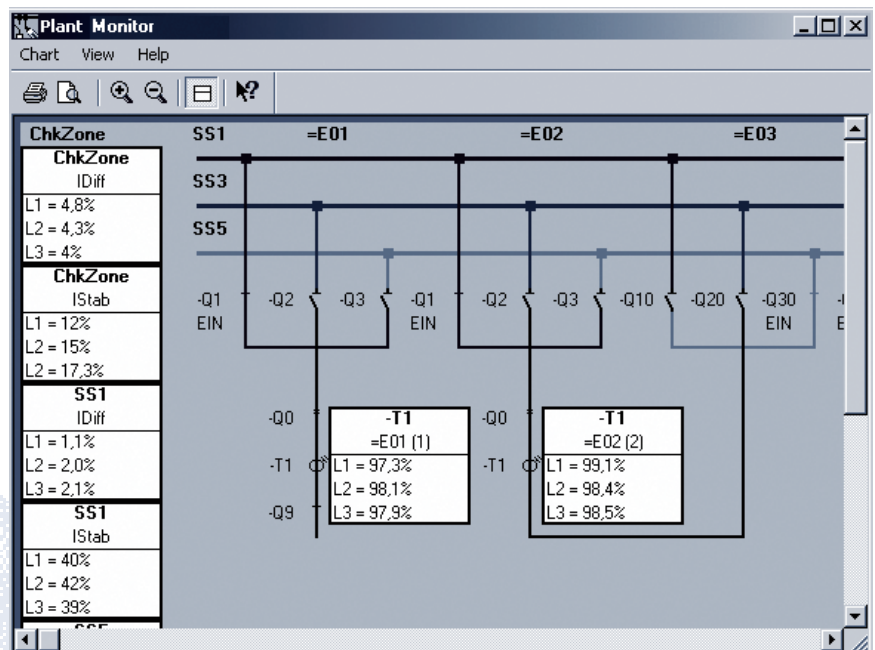 Plant Monitor
Chart View Help
ChkZone
ChkZone
IDiff
L1 = 4,8%
L2 = 4,3%
L3 = 4%
ChkZone
IStab
L1 = 12%
L2 = 15%
L2 = 17,3%
SS1
IDiff
L1 = 1,1%
L2 = 2,0%
L3 = 2,1%
SS1
IStab
L1 = 40%
L2 = 42%
L3 = 39%
SS1 =E01 =E02 =E03
SS3
SS5
-Q1 -Q2 -Q3 -Q1 -Q2 -Q3 -Q10 -Q20 -Q30
EIN EIN EIN
-Q0
-T1
-Q9
-T1
=E01 (1)
L1 = 97,3%
L2 = 98,1%
L3 = 97,9%
-Q0
-T1
-T1
=E02 (2)
L1 = 99,1%
L2 = 98,4%
L3 = 98,5%